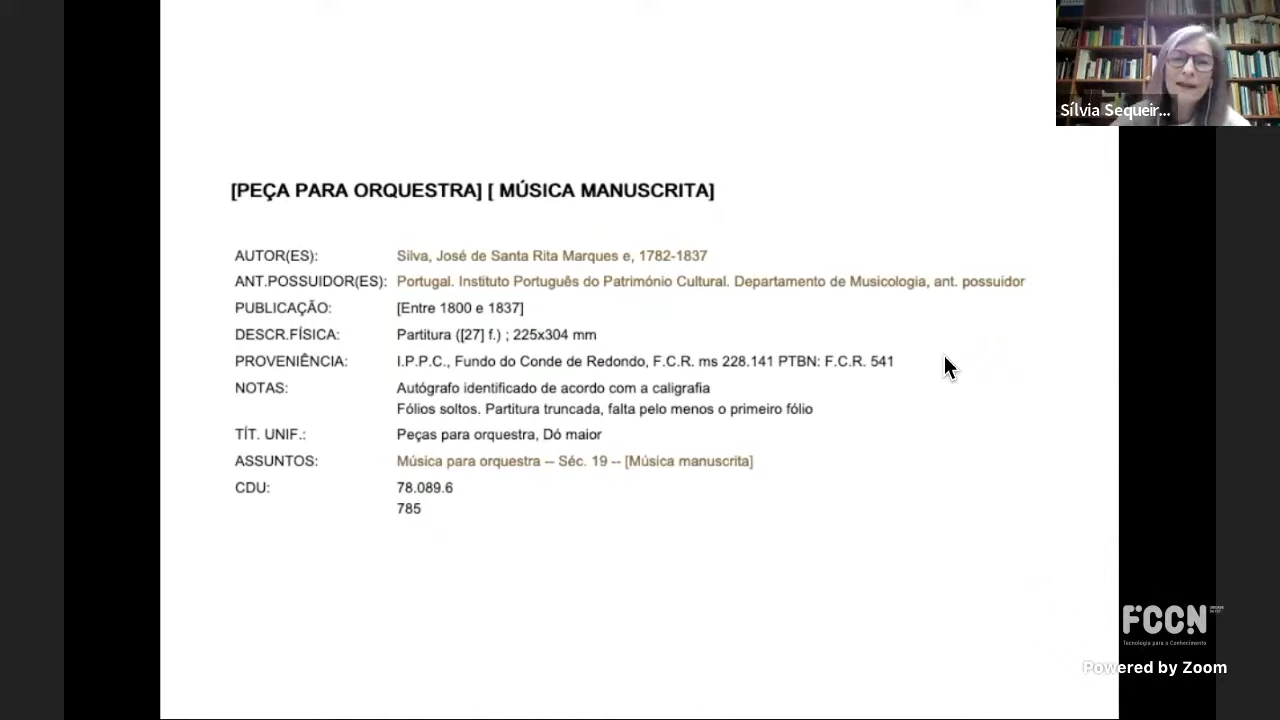 Sílvia Sequeir...
[PEÇA PARA ORQUESTRA] [ MÚSICA MANUSCRITA]
AUTOR(ES): Silva, José de Santa Rita Marques e, 1782-1837
ANT.POSSUIDOR(ES): Portugal. Instituto Português do Património Cultural. Departamento de Musicologia, ant. possuidor
PUBLICAÇÃO: [Entre 1800 e 1837]
DESCR.FÍSICA: Partitura ([27] f.) ; 225x304 mm
PROVENIÊNCIA: I.P.P.C., Fundo do Conde de Redondo, F.C.R. ms 228.141 PTBN: F.C.R. 541
NOTAS: Autógrafo identificado de acordo com a caligrafia
Fólios soltos. Partitura truncada, falta pelo menos o primeiro fólio
TÍT. UNIF.: Peças para orquestra, Dó maior
ASSUNTOS: Música para orquestra -- Séc. 19 -- [Música manuscrita]
CDU: 78.089.6
785
FCCN
Tecnologia para o Conhecimento
Powered by Zoom